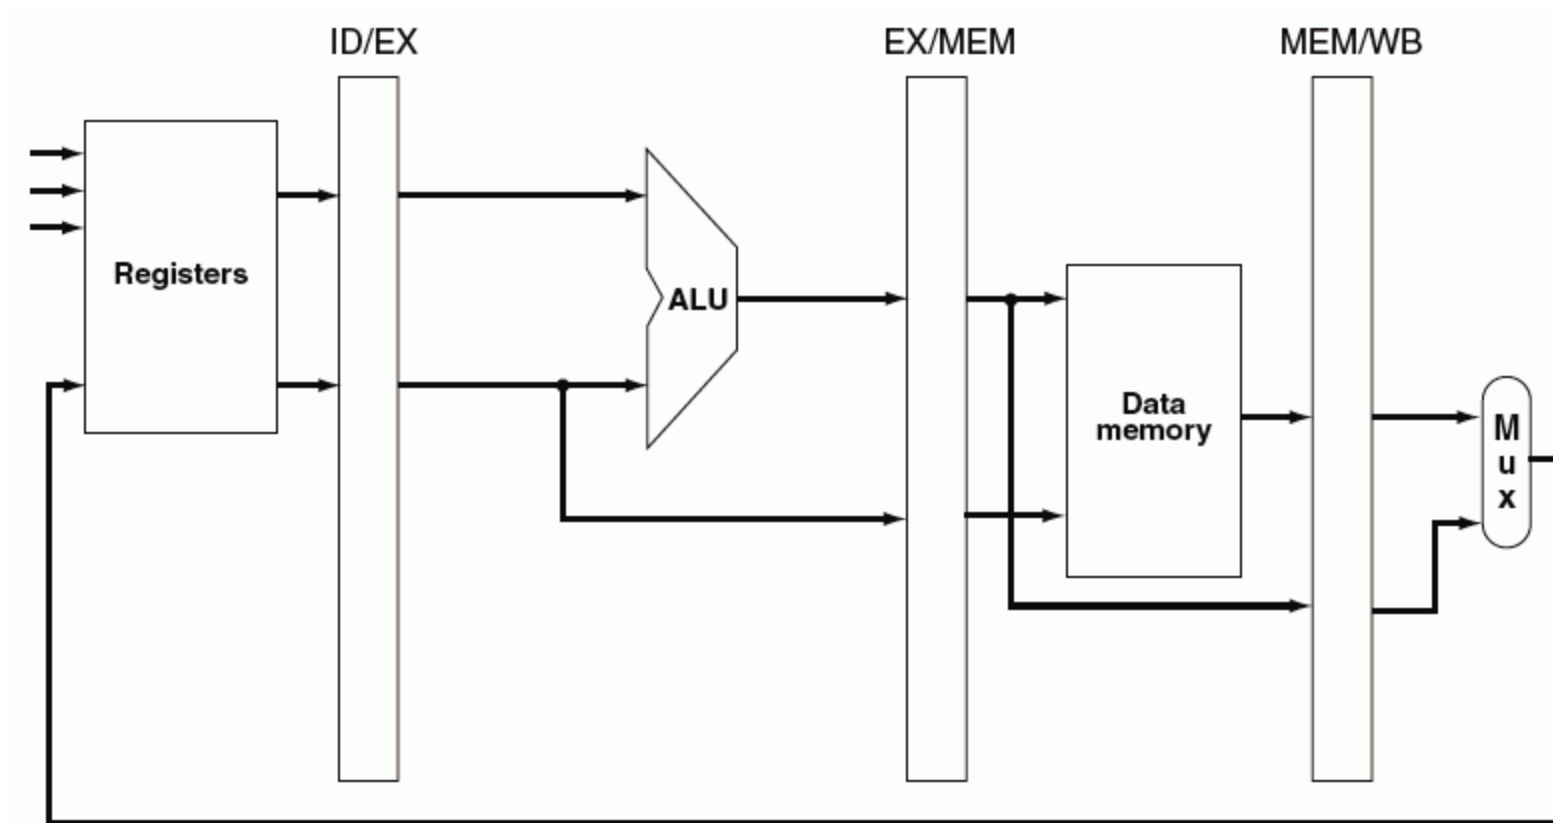 ID/EX
EX/MEM
MEM/WB
Registers
ALU
Data
memory
M
u
x